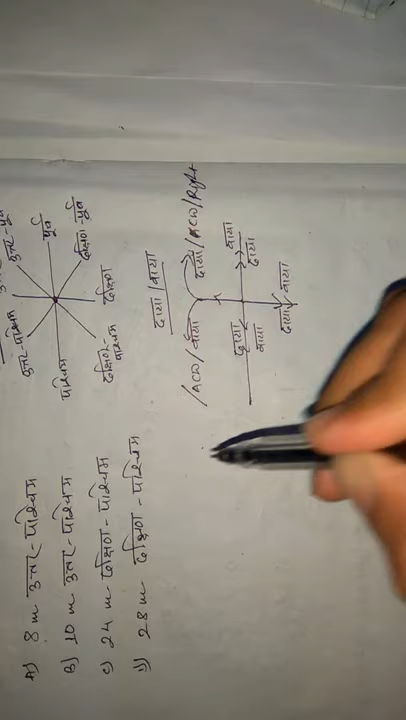 A) 8 m उत्तर-पश्चिम
B) 10 m उत्तर-पश्चिम
C) 24 m दक्षिण-पश्चिम
D) 28 m दक्षिण-पश्चिम
उत्तर-पूर्व
पूर्व
दक्षिण-पूर्व
दक्षिण
दक्षिण-पश्चिम
पश्चिम
उत्तर-पश्चिम
दाया/बाया
/ACW/बाया
दाया/ACW/Right
बाया
दाया
दाया
बाया
दाया
बाया